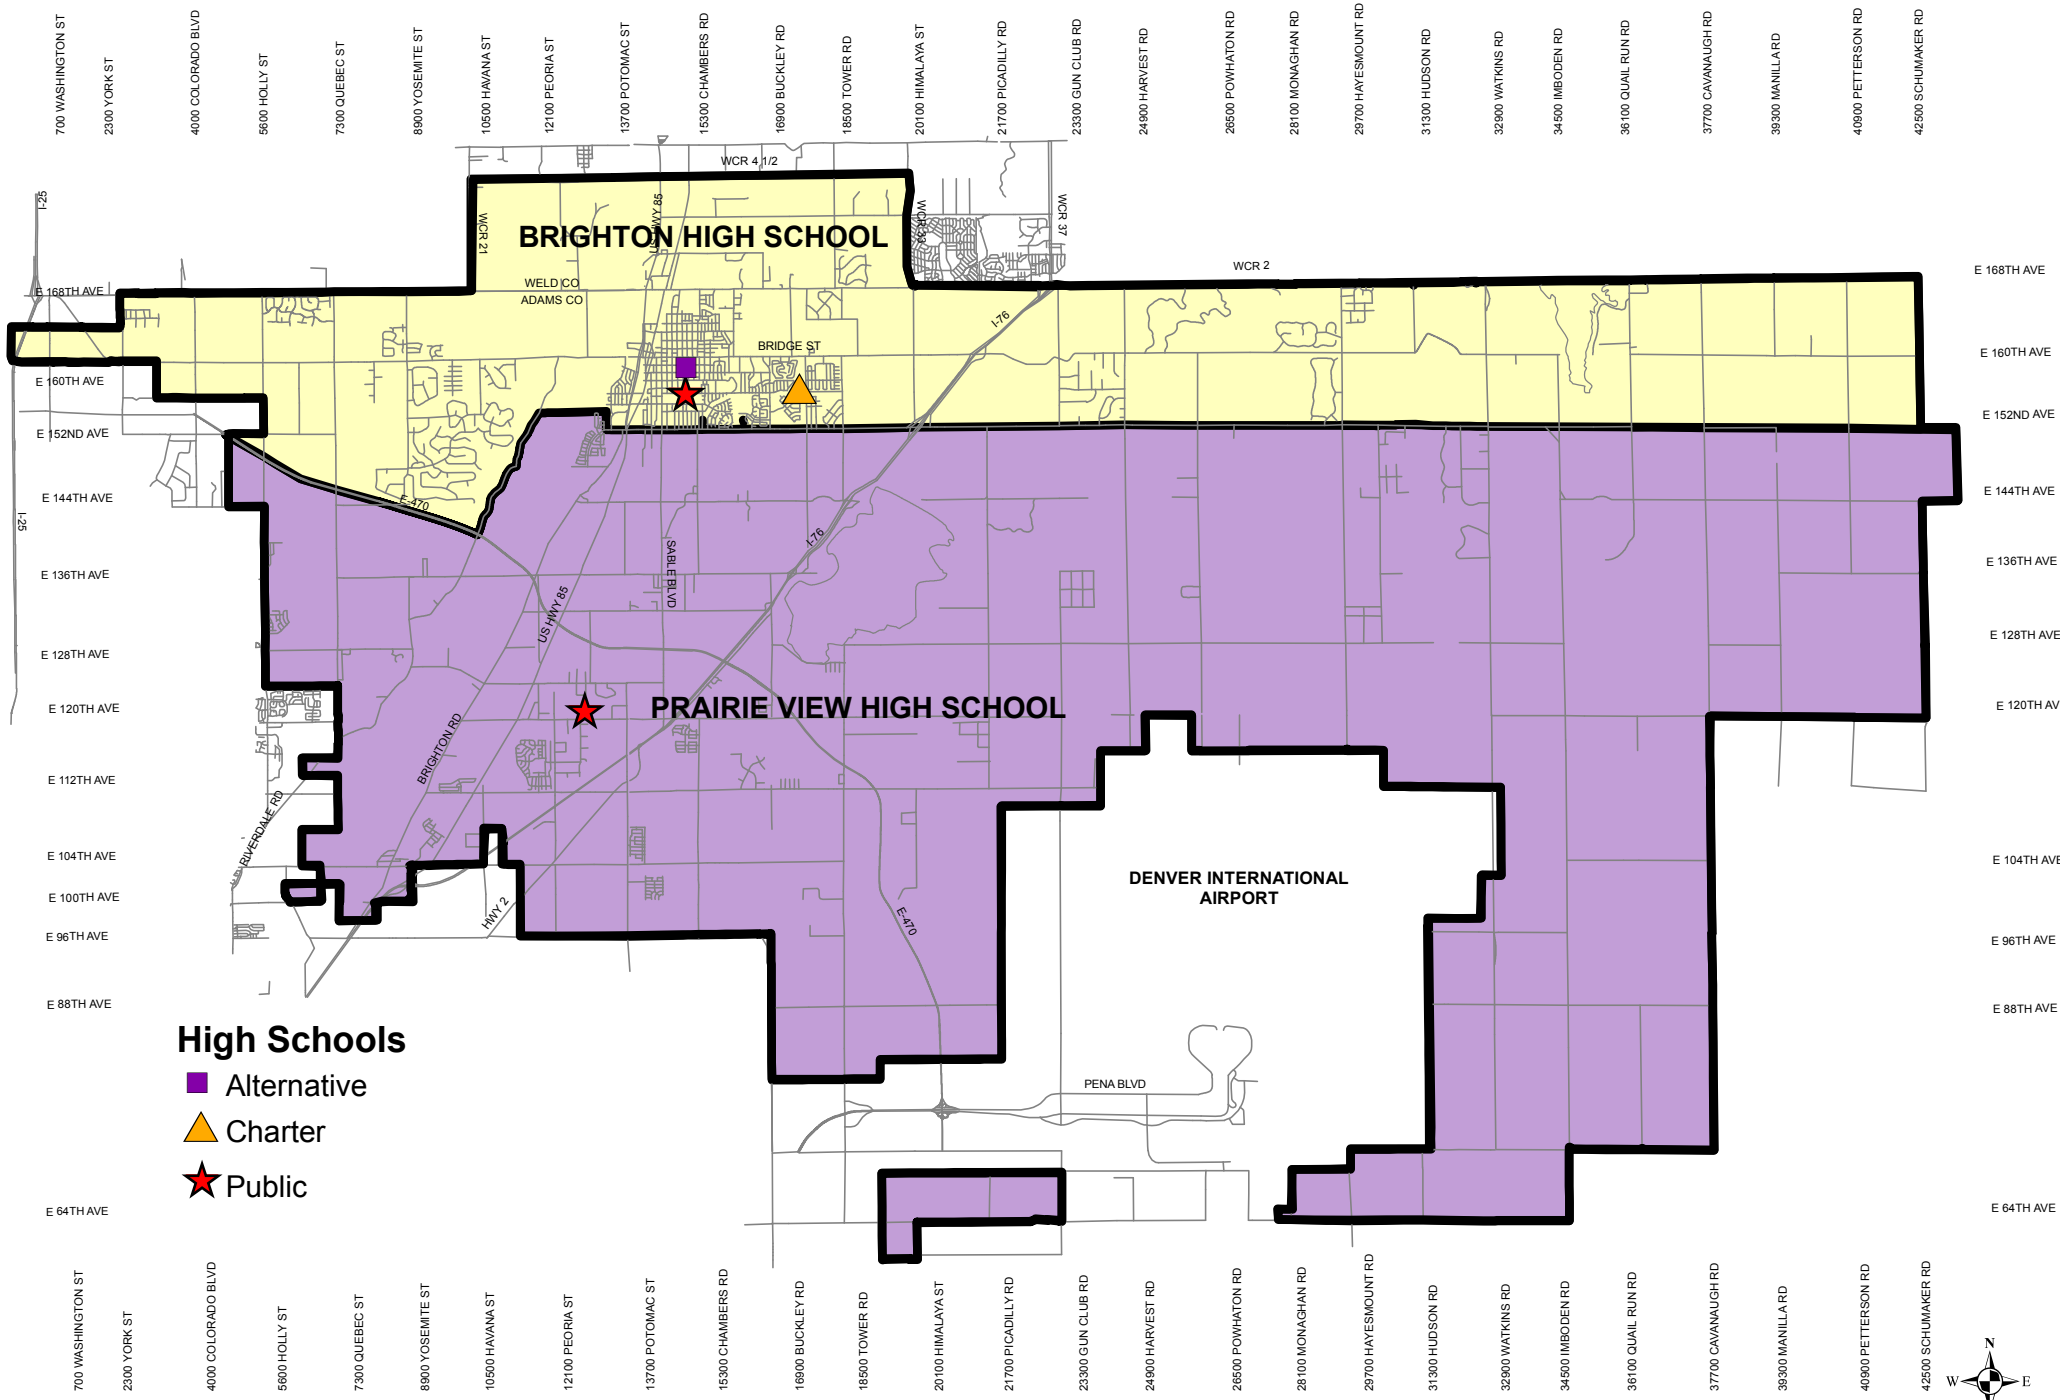 700 WASHINGTON ST
2300 YORK ST
4000 COLORADO BLVD
5600 HOLLY ST
7300 QUEBEC ST
8900 YOSEMITE ST
10500 HAVANA ST
12100 PEORIA ST
13700 POTOMAC ST
15300 CHAMBERS RD
16900 BUCKLEY RD
18500 TOWER RD
20100 HIMALAYA ST
21700 PICADILLY RD
23300 GUN CLUB RD
24900 HARVEST RD
26500 POWHATON RD
28100 MONAGHAN RD
29700 HAYESMOUNT RD
31300 HUDSON RD
32900 WATKINS RD
34500 IMBODEN RD
36100 QUAIL RUN RD
37700 CAVANAUGH RD
39300 MANILLA RD
40900 PETTERSON RD
42500 SCHUMAKER RD
WCR 4 1/2
I-25
WCR 21
US HWY 85
WCR 33
WCR 37
BRIGHTON HIGH SCHOOL
WCR 2
E 168TH AVE
E 168TH AVE
WELD CO
ADAMS CO
I-76
BRIDGE ST
E 160TH AVE
E 160TH AVE
E 152ND AVE
E 152ND AVE
E 144TH AVE
E-470
E 144TH AVE
I-25
I-76
SABLE BLVD
E 136TH AVE
E 136TH AVE
US HWY 85
E 128TH AVE
E 128TH AVE
E 120TH AVE
PRAIRIE VIEW HIGH SCHOOL
E 120TH AV
BRIGHTON RD
E 112TH AVE
RIVERDALE RD
E 104TH AVE
E 104TH AVE
DENVER INTERNATIONAL
AIRPORT
E 100TH AVE
HWY 2
E-470
E 96TH AVE
E 96TH AVE
E 88TH AVE
E 88TH AVE
High Schools
Alternative
Charter
Public
PENA BLVD
E 64TH AVE
E 64TH AVE
700 WASHINGTON ST
2300 YORK ST
4000 COLORADO BLVD
5600 HOLLY ST
7300 QUEBEC ST
8900 YOSEMITE ST
10500 HAVANA ST
12100 PEORIA ST
13700 POTOMAC ST
15300 CHAMBERS RD
16900 BUCKLEY RD
18500 TOWER RD
20100 HIMALAYA ST
21700 PICADILLY RD
23300 GUN CLUB RD
24900 HARVEST RD
26500 POWHATON RD
28100 MONAGHAN RD
29700 HAYESMOUNT RD
31300 HUDSON RD
32900 WATKINS RD
34500 IMBODEN RD
36100 QUAIL RUN RD
37700 CAVANAUGH RD
39300 MANILLA RD
40900 PETTERSON RD
42500 SCHUMAKER RD
N
W
E